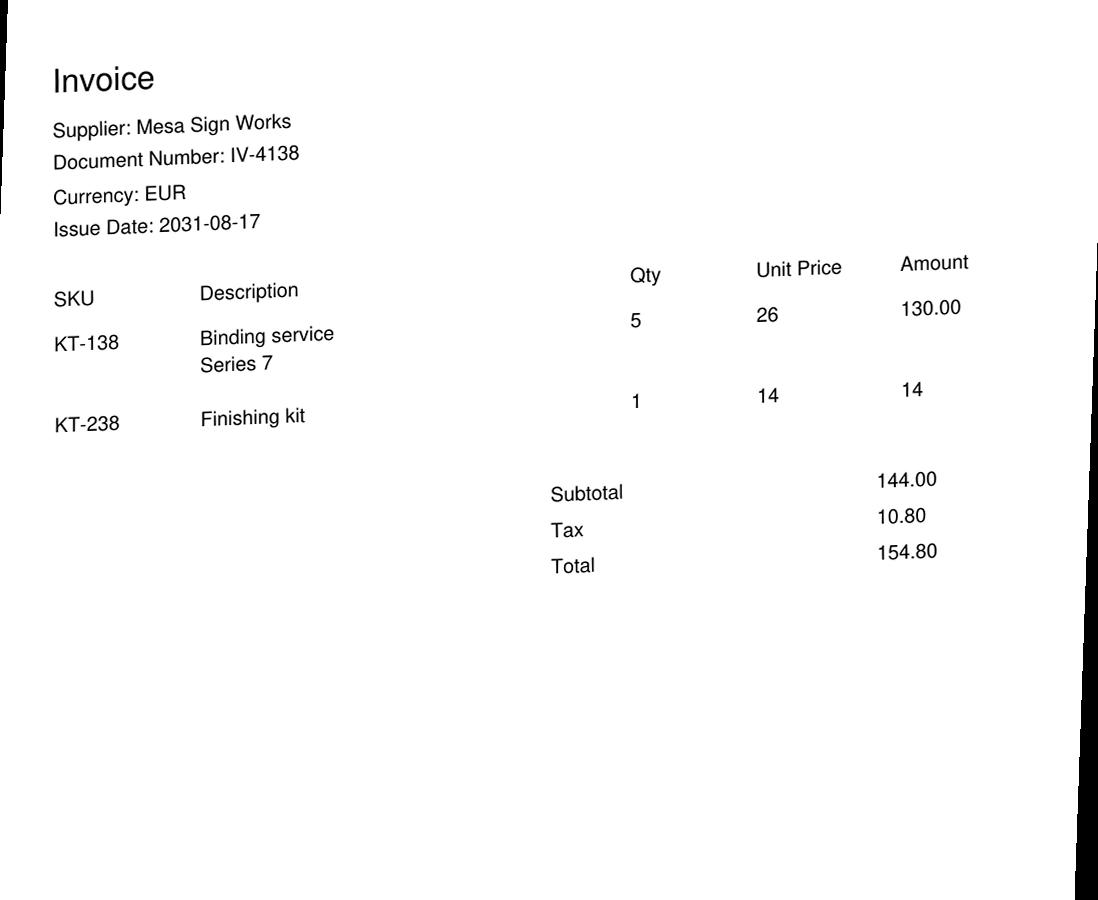 Invoice
Supplier: Mesa Sign Works
Document Number: IV-4138
Currency: EUR
Issue Date: 2031-08-17
SKU Description Qty Unit Price Amount
KT-138 Binding service 5 26 130.00
Series 7
KT-238 Finishing kit 1 14 14
Subtotal 144.00
Tax 10.80
Total 154.80